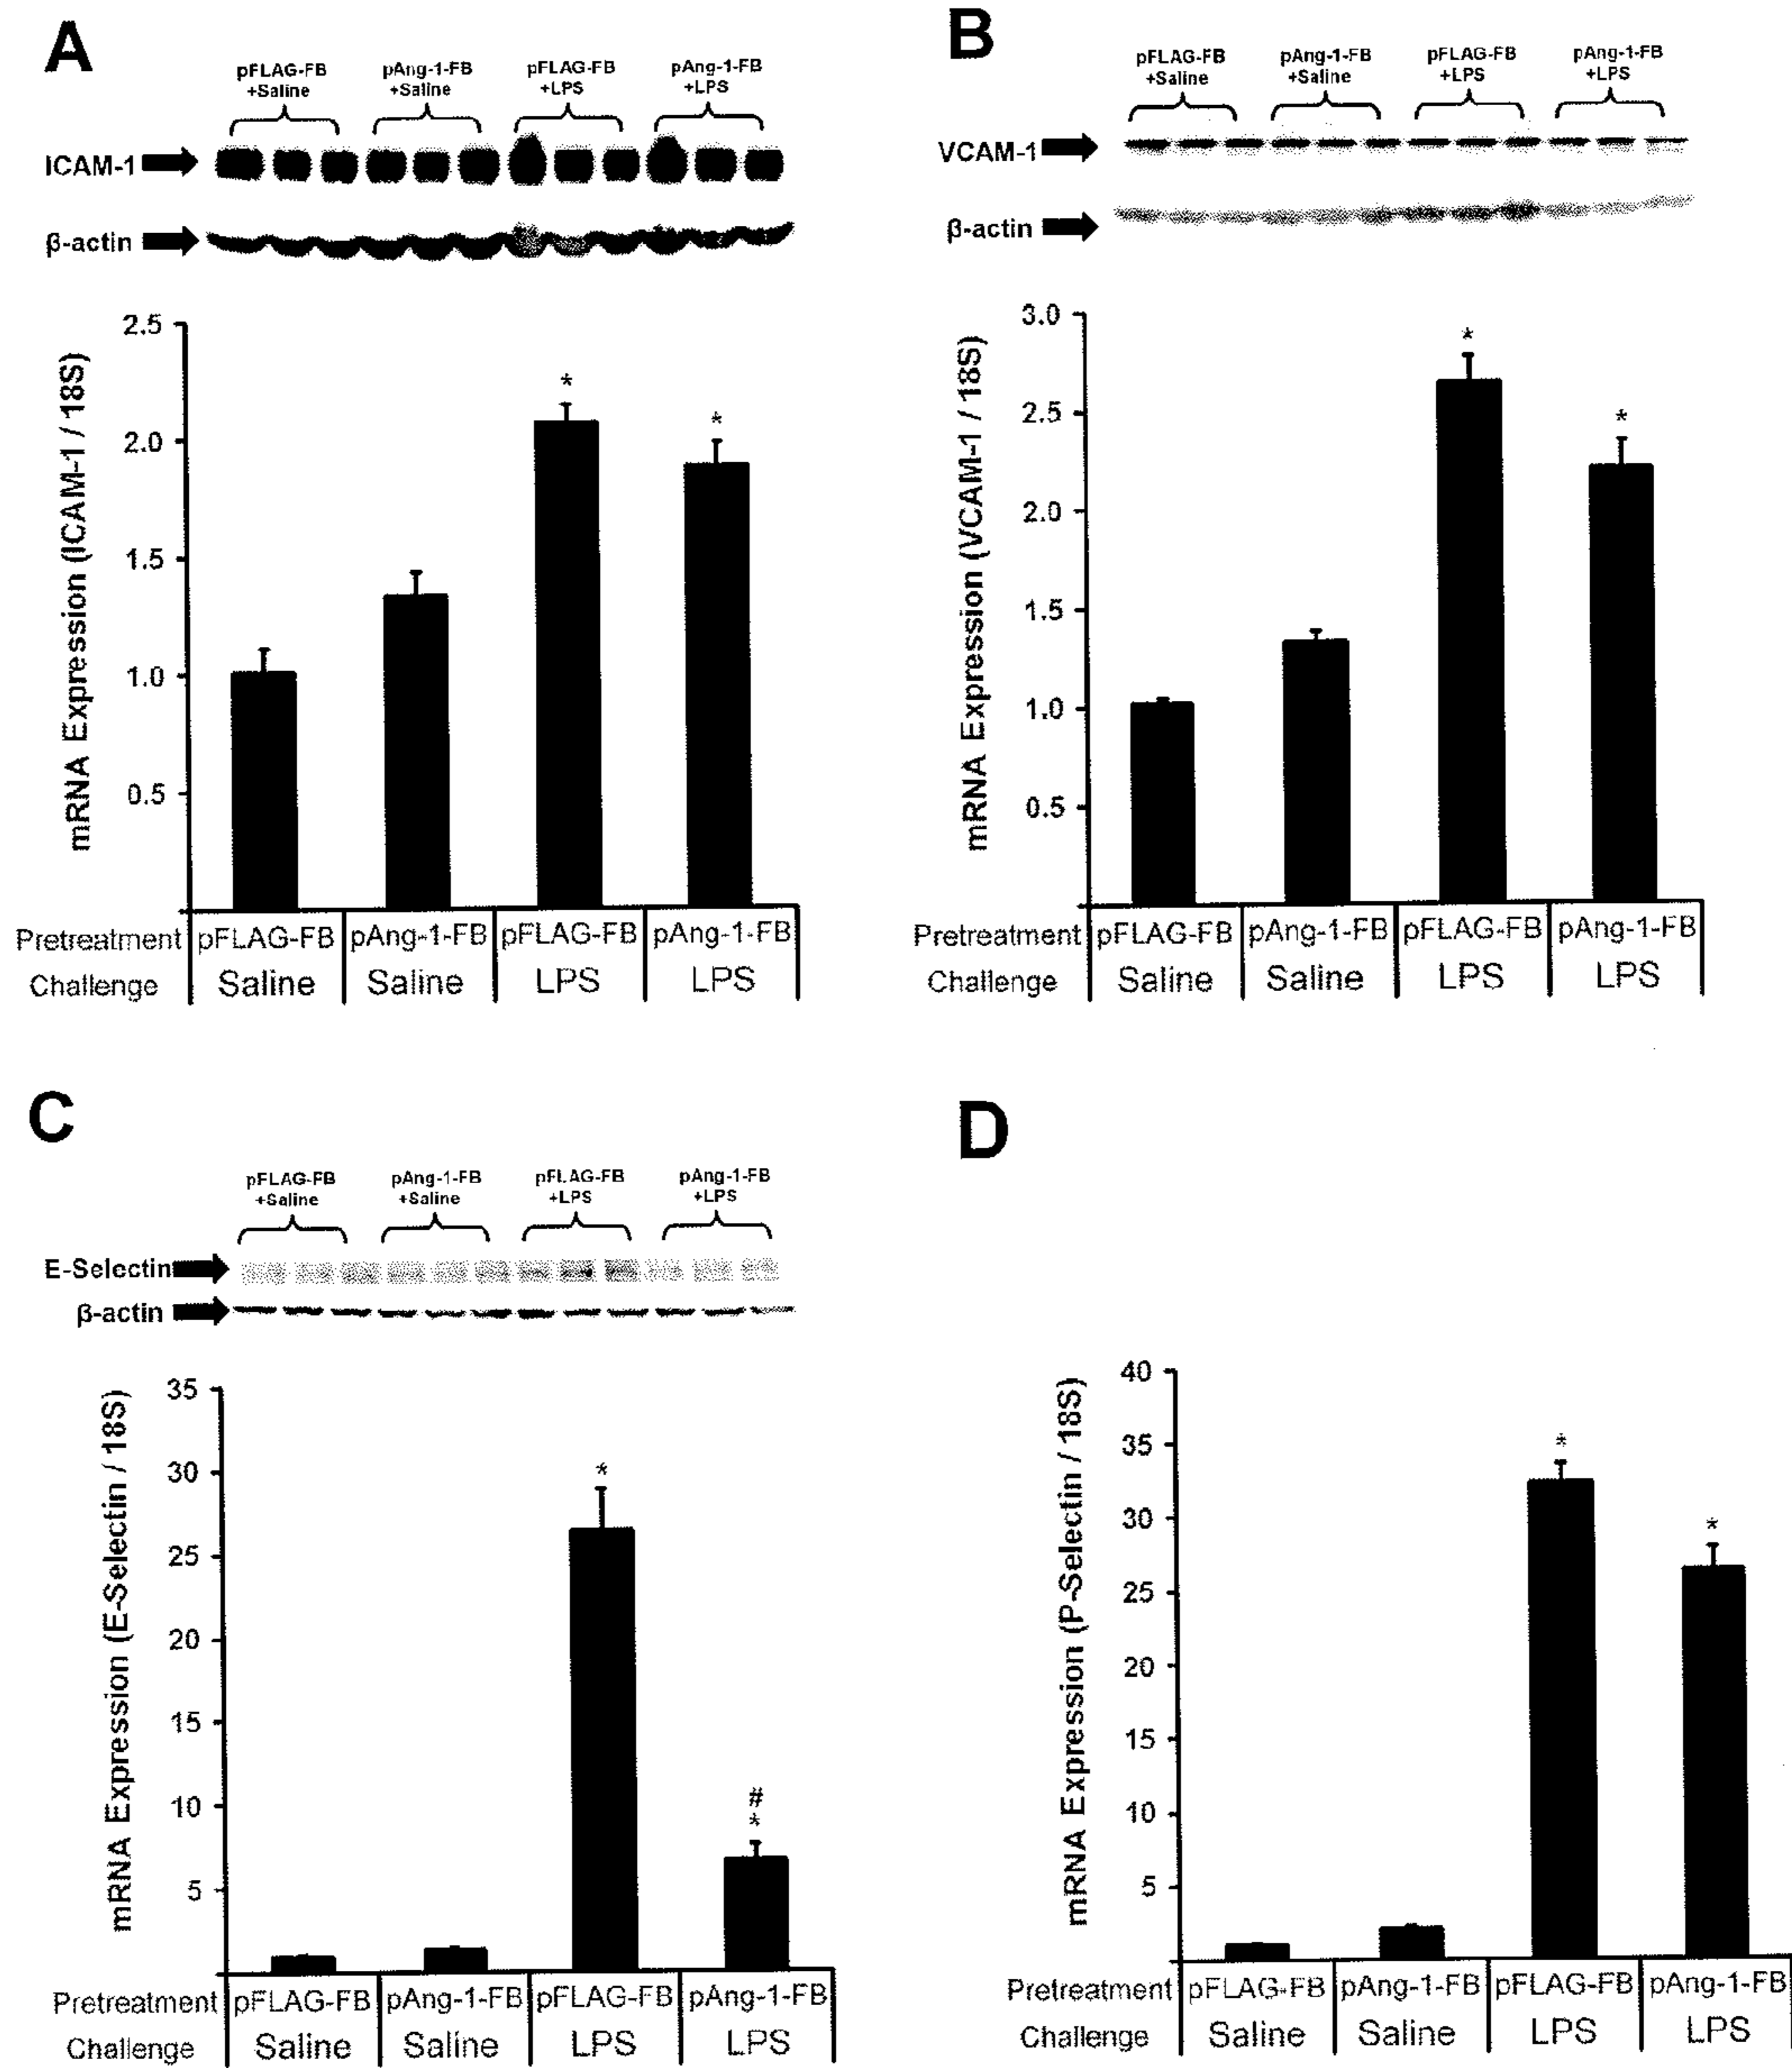 A
pFLAG-FB pAng-1-FB pFLAG-FB pAng-1-FB
+Saline +Saline +LPS +LPS
ICAM-1
β-actin
mRNA Expression (ICAM-1 / 18S)
2.5
*
*
2.0
1.5
1.0
0.5
Pretreatment pFLAG-FB pAng-1-FB pFLAG-FB pAng-1-FB
Challenge Saline Saline LPS LPS
B
pFLAG-FB pAng-1-FB pFLAG-FB pAng-1-FB
+Saline +Saline +LPS +LPS
VCAM-1
β-actin
mRNA Expression (VCAM-1 / 18S)
3.0
*
2.5
*
2.0
1.5
1.0
0.5
Pretreatment pFLAG-FB pAng-1-FB pFLAG-FB pAng-1-FB
Challenge Saline Saline LPS LPS
C
pFLAG-FB pAng-1-FB pFLAG-FB pAng-1-FB
+Saline +Saline +LPS +LPS
E-Selectin
β-actin
mRNA Expression (E-Selectin / 18S)
35
30
*
25
20
15
10
#
*
5
Pretreatment pFLAG-FB pAng-1-FB pFLAG-FB pAng-1-FB
Challenge Saline Saline LPS LPS
D
mRNA Expression (P-Selectin / 18S)
40
35
*
30
*
25
20
15
10
5
Pretreatment pFLAG-FB pAng-1-FB pFLAG-FB pAng-1-FB
Challenge Saline Saline LPS LPS